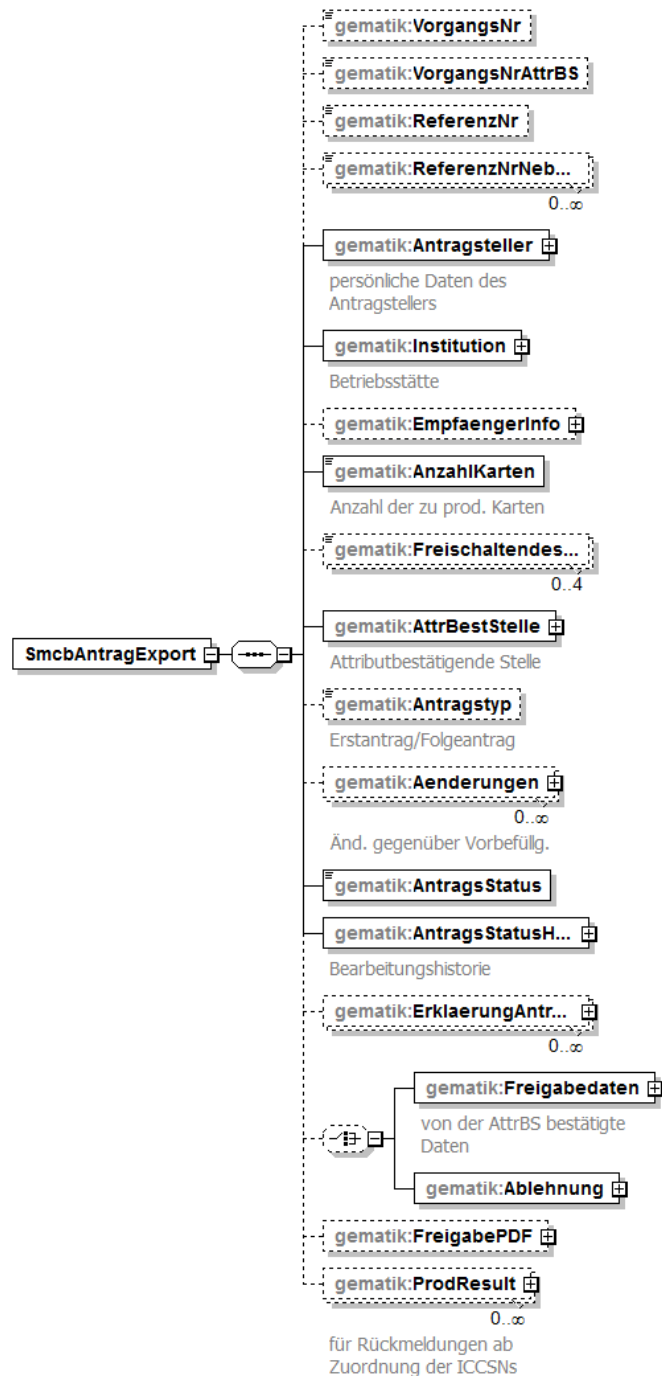 gematik:VorgangsNr
gematik:VorgangsNrAttrBS
gematik:ReferenzNr
gematik:ReferenzNrNeb...
0..∞
gematik:Antragsteller
persönliche Daten des
Antragstellers
gematik:Institution
Betriebsstätte
gematik:EmpfaengerInfo
gematik:AnzahlKarten
Anzahl der zu prod. Karten
gematik:Freischaltendes...
0..4
SmcbAntragExport
gematik:AttrBestStelle
Attributbestätigende Stelle
gematik:Antragstyp
Erstantrag/Folgeantrag
gematik:Aenderungen
0..∞
Änd. gegenüber Vorbefüllg.
gematik:AntragsStatus
gematik:AntragsStatusH...
Bearbeitungshistorie
gematik:ErklaerungAntr...
0..∞
gematik:Freigabedaten
von der AttrBS bestätigte
Daten
gematik:Ablehnung
gematik:FreigabePDF
gematik:ProdResult
0..∞
für Rückmeldungen ab
Zuordnung der ICCSNs